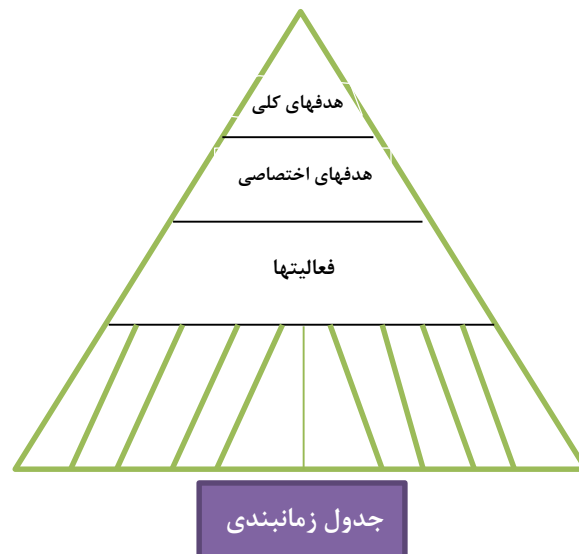 هدفهای کلی
هدفهای اختصاصی
فعالیتها
جدول زمانبندی